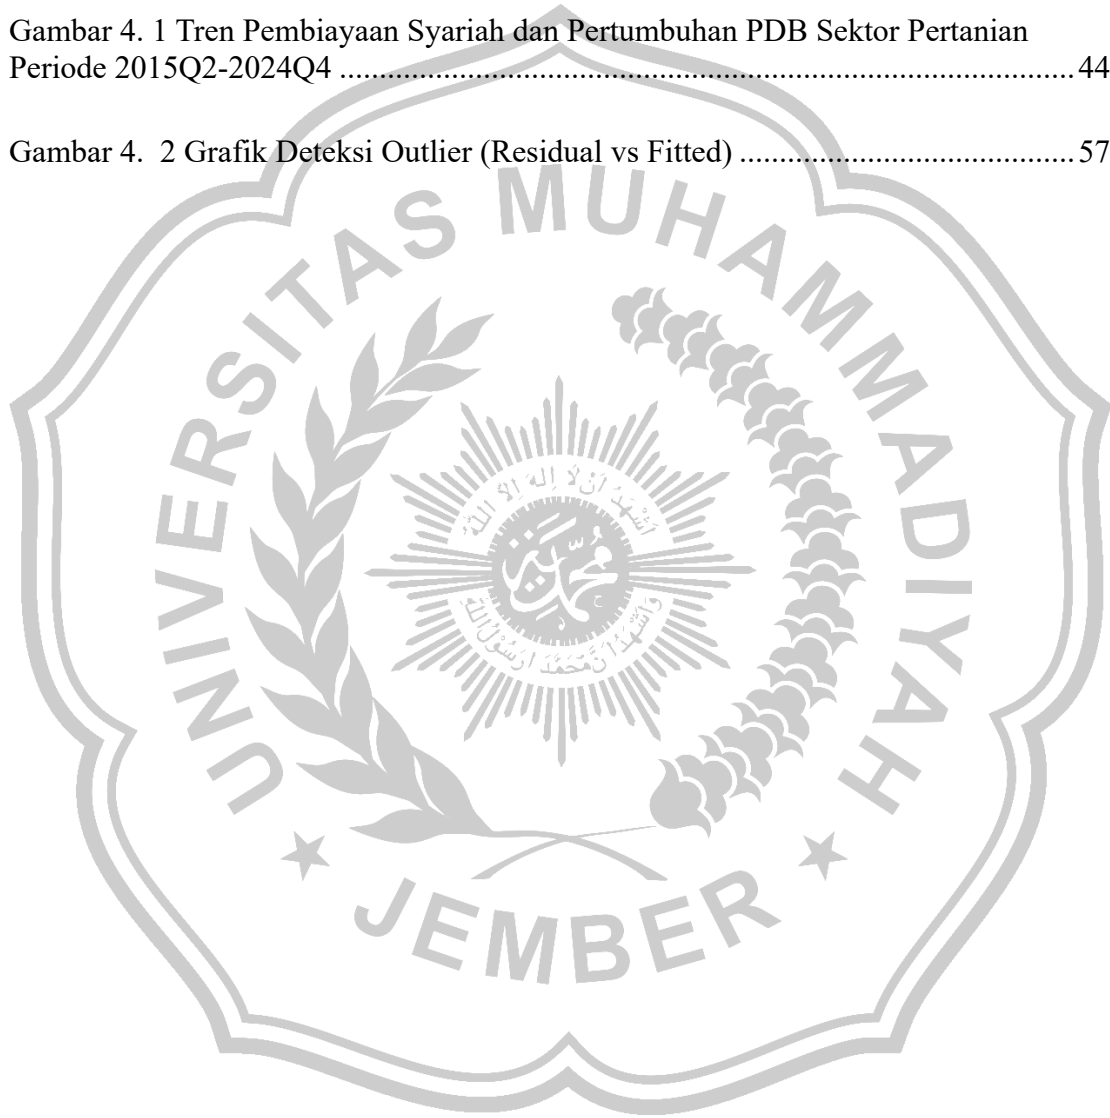 Gambar 4. 1 Tren Pembiayaan Syariah dan Pertumbuhan PDB Sektor Pertanian
Periode 2015Q2-2024Q4 ........................................................................................... 44
Gambar 4.  2 Grafik Deteksi Outlier (Residual vs Fitted) ......................................... 57
UNIVERSITAS MUHAMMADIYAH
JEMBER